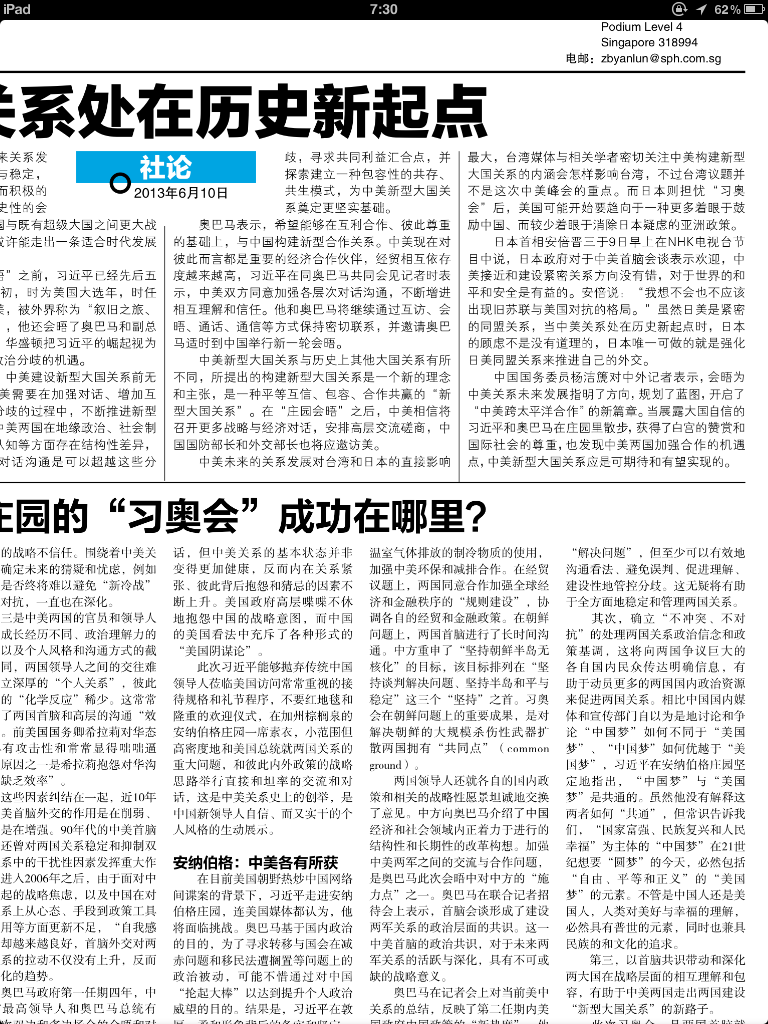 iPad
7:30
62%
Podium Level 4
Singapore 318994
电邮：zbyanlun@sph.com.sg
关系处在历史新起点
来关系发
与稳定，
而积极的
史性的会
国与既有超级大国之间更大战
或许能走出一条适合时代发展
”之前，习近平已经先后五
初，时为美国大选年，时任
美，被外界称为“叙旧之旅、
，他还会晤了奥巴马和副总
华盛顿把习近平的崛起视为
政治分歧的机遇。
中美建设新型大国关系前无
美需要在加强对话、增加互
分歧的过程中，不断推进新型
中美两国在地缘政治、社会制
认知等方面存在结构性差异，
对话沟通是可以超越这些分
社论
2013年6月10日
歧，寻求共同利益汇合点，并
探索建立一种包容性的共存、
共生模式，为中美新型大国关
系奠定更坚实基础。
奥巴马表示，希望能够在互利合作、彼此尊重
的基础上，与中国构建新型合作关系。中美现在对
彼此而言都是重要的经济合作伙伴，经贸相互依存
度越来越高，习近平在同奥巴马共同会见记者时表
示，中美双方同意加强各层次对话沟通，不断增进
相互理解和信任。他和奥巴马将继续通过互访、会
晤、通话、通信等方式保持密切联系，并邀请奥巴
马适时到中国举行新一轮会晤。
中美新型大国关系与历史上其他大国关系有所
不同，所提出的构建新型大国关系是一个新的理念
和主张，是一种平等互信、包容、合作共赢的“新
型大国关系”。在“庄园会晤”之后，中美相信将
召开更多战略与经济对话，安排高层交流磋商，中
国国防部长和外交部长也将应邀访美。
中美未来的关系发展对台湾和日本的直接影响
最大，台湾媒体与相关学者密切关注中美构建新型
大国关系的内涵会怎样影响台湾，不过台湾议题并
不是这次中美峰会的重点。而日本则担忧“习奥
会”后，美国可能开始要趋向于一种更多着眼于鼓
励中国、而较少着眼于消除日本疑虑的亚洲政策。
日本首相安倍晋三于9日早上在NHK电视台节
目中说，日本政府对于中美首脑会谈表示欢迎，中
美接近和建设紧密关系方向没有错，对于世界的和
平和安全是有益的。安倍说：“我想不会也不应该
出现旧苏联与美国对抗的格局。”虽然日美是紧密
的同盟关系，当中美关系处在历史新起点时，日本
的顾虑不是没有道理的，日本唯一可做的就是强化
日美同盟关系来推进自己的外交。
中国国务委员杨洁篪对中外记者表示，会晤为
中美关系未来发展指明了方向，规划了蓝图，开启了
“中美跨太平洋合作”的新篇章。当展露大国自信的
习近平和奥巴马在庄园里散步，获得了白宫的赞赏和
国际社会的尊重，也发现中美两国加强合作的机遇
点，中美新型大国关系应是可期待和有望实现的。
庄园的“习奥会”成功在哪里？
的战略不信任。围绕着中美关
确定未来的猜疑和忧虑，例如
是否终将难以避免“新冷战”
对抗，一直也在深化。
三是中美两国的官员和领导人
成长经历不同、政治理解力的
以及个人风格和沟通方式的截
同，两国领导人之间的交往难
立深厚的“个人关系”，彼此
的“化学反应”稀少。这常常
了两国首脑和高层的沟通“效
。前美国国务卿希拉莉对华态
有攻击性和常常显得咄咄逼
原因之一是希拉莉抱怨对华沟
缺乏效率”。
这些因素纠结在一起，近10年
美首脑外交的作用是在削弱、
是在增强。90年代的中美首脑
还曾对两国关系稳定和抑制双
系中的干扰性因素发挥重大作
进入2006年之后，由于面对中
起的战略焦虑，以及中国在对
系上从心态、手段到政策工具
用等方面更新不足，“自我感
却越来越良好，首脑外交对两
系的拉动不仅没有上升，反而
化的趋势。
奥巴马政府第一任期四年，中
最高领导人和奥巴马总统有
话，但中美关系的基本状态并非
变得更加健康，反而内在关系紧
张、彼此背后抱怨和猜忌的因素不
断上升。美国政府高层喋喋不休
地抱怨中国的战略意图，而中国
的美国看法中充斥了各种形式的
“美国阴谋论”。
此次习近平能够抛弃传统中国
领导人莅临美国访问常常重视的接
待规格和礼节程序，不要红地毯和
隆重的欢迎仪式，在加州棕榈泉的
安纳伯格庄园一席素衣，小范围但
高密度地和美国总统就两国关系的
重大问题，和彼此内外政策的战略
思路举行直接和坦率的交流和对
话，这是中美关系史上的创举，是
中国新领导人自信、而又实干的个
人风格的生动展示。
安纳伯格：中美各有所获
在目前美国朝野热炒中国网络
间谍案的背景下，习近平走进安纳
伯格庄园，连美国媒体都认为，他
将面临挑战。奥巴马基于国内政治
的目的，为了寻求转移与国会在减
赤问题和移民法遭搁置等问题上的
政治被动，可能不惜通过对中国
“抡起大棒”以达到提升个人政治
威望的目的。结果是，习近平在敦
温室气体排放的制冷物质的使用，
加强中美环保和减排合作。在经贸
议题上，两国同意合作加强全球经
济和金融秩序的“规则建设”，协
调各自的经贸和金融政策。在朝鲜
问题上，两国首脑进行了长时间沟
通。中方重申了“坚持朝鲜半岛无
核化”的目标，该目标排列在“坚
持谈判解决问题、坚持半岛和平与
稳定”这三个“坚持”之首。习奥
会在朝鲜问题上的重要成果，是对
解决朝鲜的大规模杀伤性武器扩
散两国拥有“共同点”（common
ground）。
两国领导人还就各自的国内政
策和相关的战略性愿景坦诚地交换
了意见。中方向奥巴马介绍了中国
经济和社会领域内正着力于进行的
结构性和长期性的改革构想。加强
中美两军之间的交流与合作问题，
是奥巴马此次会晤中对中方的“施
力点”之一。奥巴马在联合记者招
待会上表示，首脑会谈形成了建设
两军关系的政治层面的共识。这一
中美首脑的政治共识，对于未来两
军关系的活跃与深化，具有不可或
缺的战略意义。
奥巴马在记者会上对当前美中
关系的总结，反映了第二任期内美
“解决问题”，但至少可以有效地
沟通看法、避免误判、促进理解、
建设性地管控分歧。这无疑将有助
于全方面地稳定和管理两国关系。
其次，确立“不冲突、不对
抗”的处理两国关系政治信念和政
策基调，这将向两国争议巨大的
各自国内民众传达明确信息，有
助于动员更多的两国国内政治资源
来促进两国关系。相比中国国内媒
体和宣传部门自以为是地讨论和争
论“中国梦”如何不同于“美国
梦”、“中国梦”如何优越于“美
国梦”，习近平在安纳伯格庄园坚
定地指出，“中国梦”与“美国
梦”是共通的。虽然他没有解释这
两者如何“共通”，但常识告诉我
们，“国家富强、民族复兴和人民
幸福”为主体的“中国梦”在21世
纪想要“圆梦”的今天，必然包括
“自由、平等和正义”的“美国
梦”的元素。不管是中国人还是美
国人，人类对美好与幸福的理解，
必然具有普世的元素，同时也兼具
民族的和文化的追求。
第三，以首脑共识带动和深化
两大国在战略层面的相互理解和包
容，有助于中美两国走出两国建设
“新型大国关系”的新路子。